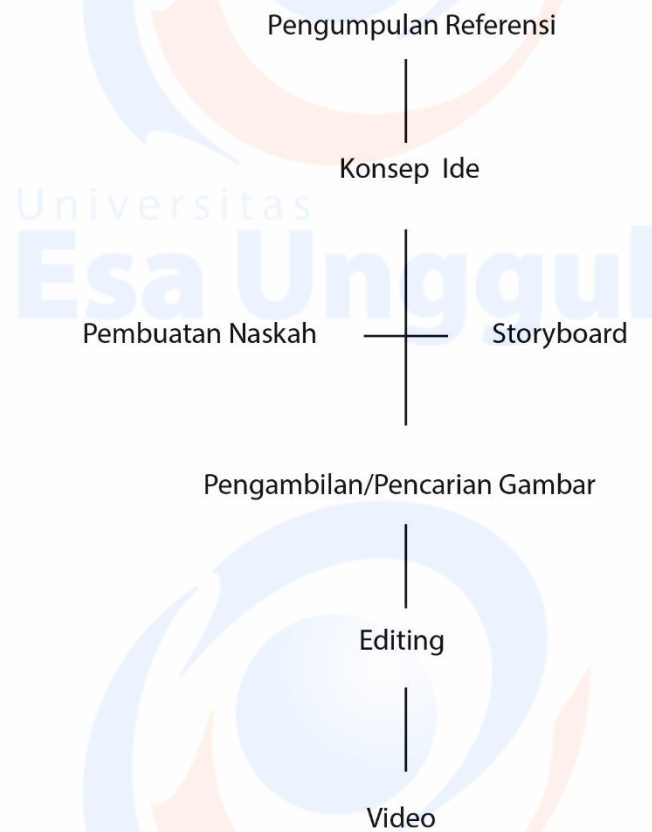 Pengumpulan Referensi
Konsep Ide
Universitas
Esa Unggul
Pembuatan Naskah
Storyboard
Pengambilan/Pencarian Gambar
Editing
Video